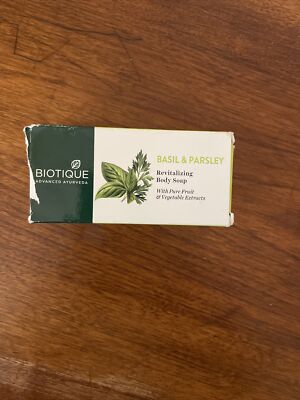 BIOTIQUE
ADVANCED AYURVEDA
BASIL & PARSLEY
Revitalizing
Body Soap
With Pure Fruit
& Vegetable Extracts